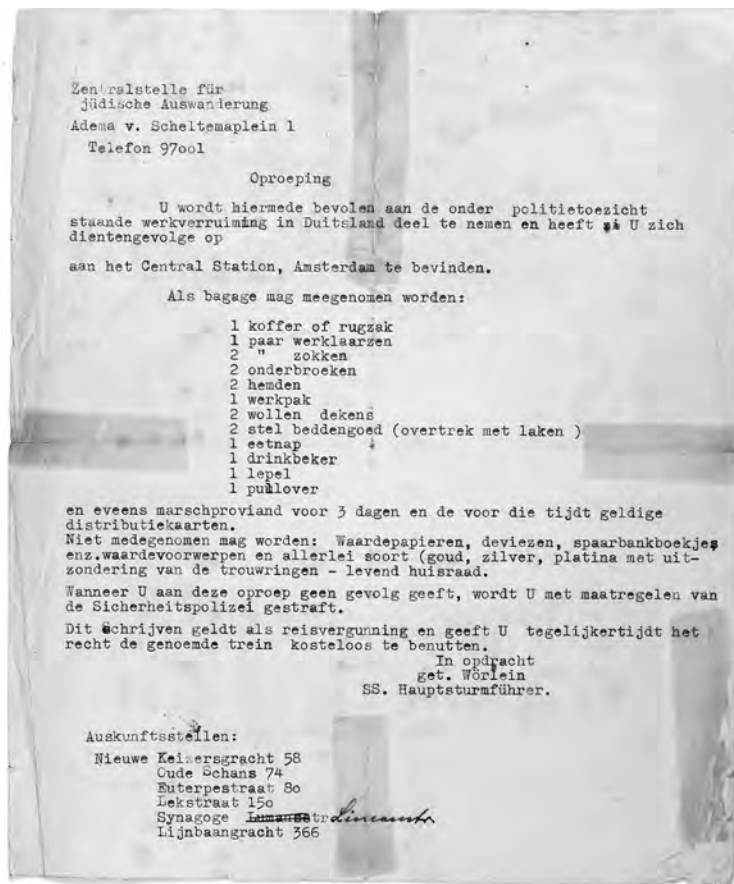 Zentralstelle für
jüdische Auswanderung
Adema v. Scheltemaplein 1
Telefon 97oo1
Oproeping
U wordt hiermede bevolen aan de onder politietoezicht
staande werkverruiming in Duitsland deel te nemen en heeft U zich
dientengevolge op
aan het Central Station, Amsterdam te bevinden.
Als bagage mag meegenomen worden:
1 koffer of rugzak
1 paar werklaarzen
2 " zokken
2 onderbroeken
2 hemden
1 werkpak
2 wollen dekens
2 stel beddengoed (overtrek met laken )
1 eetnap
1 drinkbeker
1 lepel
1 pullover
en eveens marschproviand voor 3 dagen en de voor die tijdt geldige
distributiekaarten.
Niet medegenomen mag worden: Waardepapieren, deviezen, spaarbankboekjes
enz.waardevoorwerpen en allerlei soort (goud, zilver, platina met uit-
zondering van de trouwringen - levend huisraad.
Wanneer U aan deze oproep geen gevolg geeft, wordt U met maatregelen van
de Sicherheitspolizei gestraft.
Dit schrijven geldt als reisvergunning en geeft U tegelijkertijdt het
recht de genoemde trein kosteloos te benutten.
In opdracht
get. Wörlein
SS. Hauptsturmführer.
Auskunftsstellen:
Nieuwe Keizersgracht 58
Oude Schans 74
Euterpestraat 8o
Lekstraat 15o
Synagoge tr
Lijnbaangracht 366